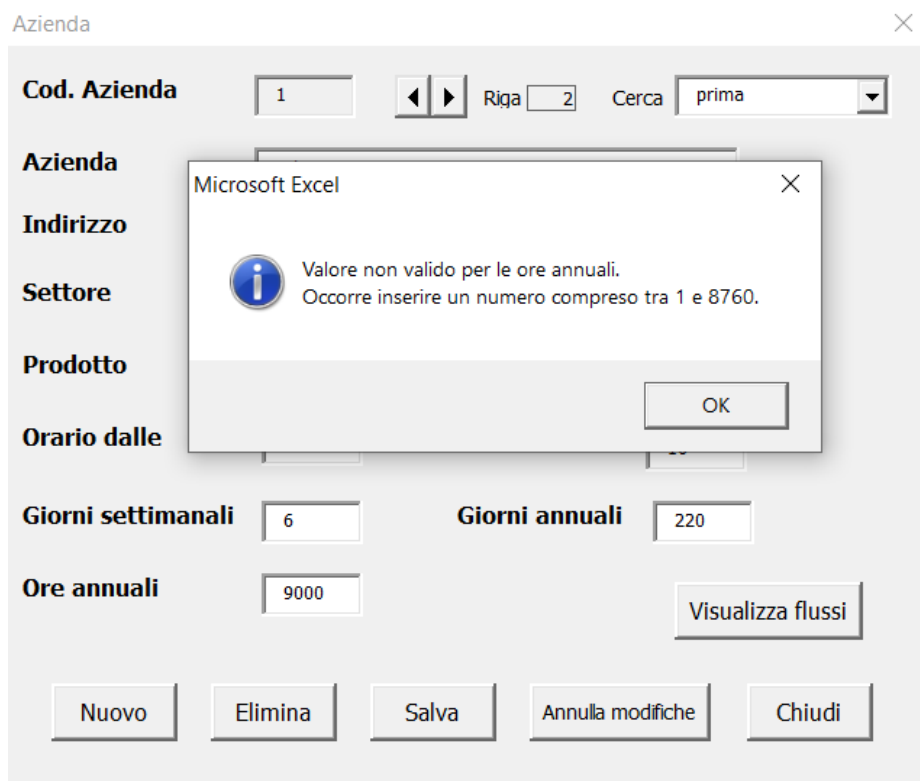 Azienda
Cod. Azienda 1 Riga 2 Cerca prima
Azienda
Microsoft Excel
Indirizzo
Valore non valido per le ore annuali.
Occorre inserire un numero compreso tra 1 e 8760.
Settore
Prodotto
OK
Orario dalle
Giorni settimanali 6 Giorni annuali 220
Ore annuali 9000
Visualizza flussi
Nuovo Elimina Salva Annulla modifiche Chiudi